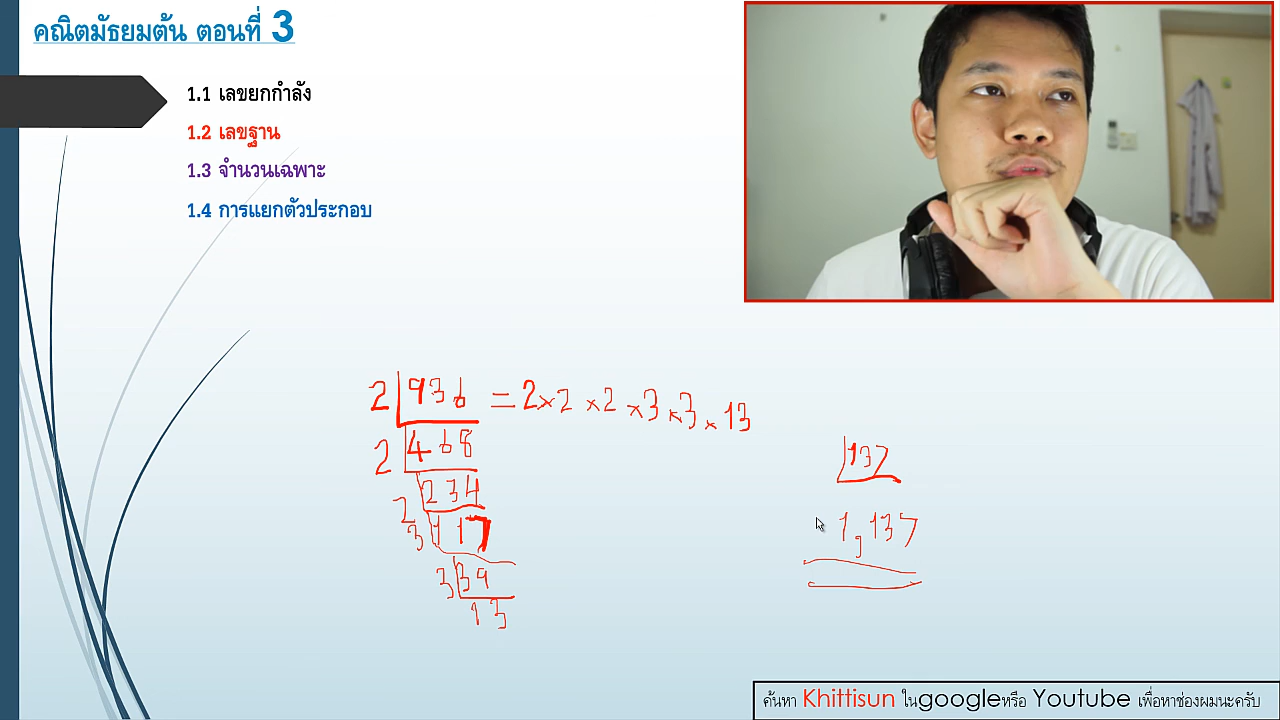 คณิตมัธยมต้น ตอนที่ 3
1.1 เลขยกกำลัง
1.2 เลขฐาน
1.3 จำนวนเฉพาะ
1.4 การแยกตัวประกอบ
2 936 = 2 × 2 × 2 × 3 × 3 × 13
2 468
2 234
3 117
3 39
13
137
1, 137
ค้นหา Khittisun ในgoogleหรือ Youtube เพื่อหาช่องผมนะครับ